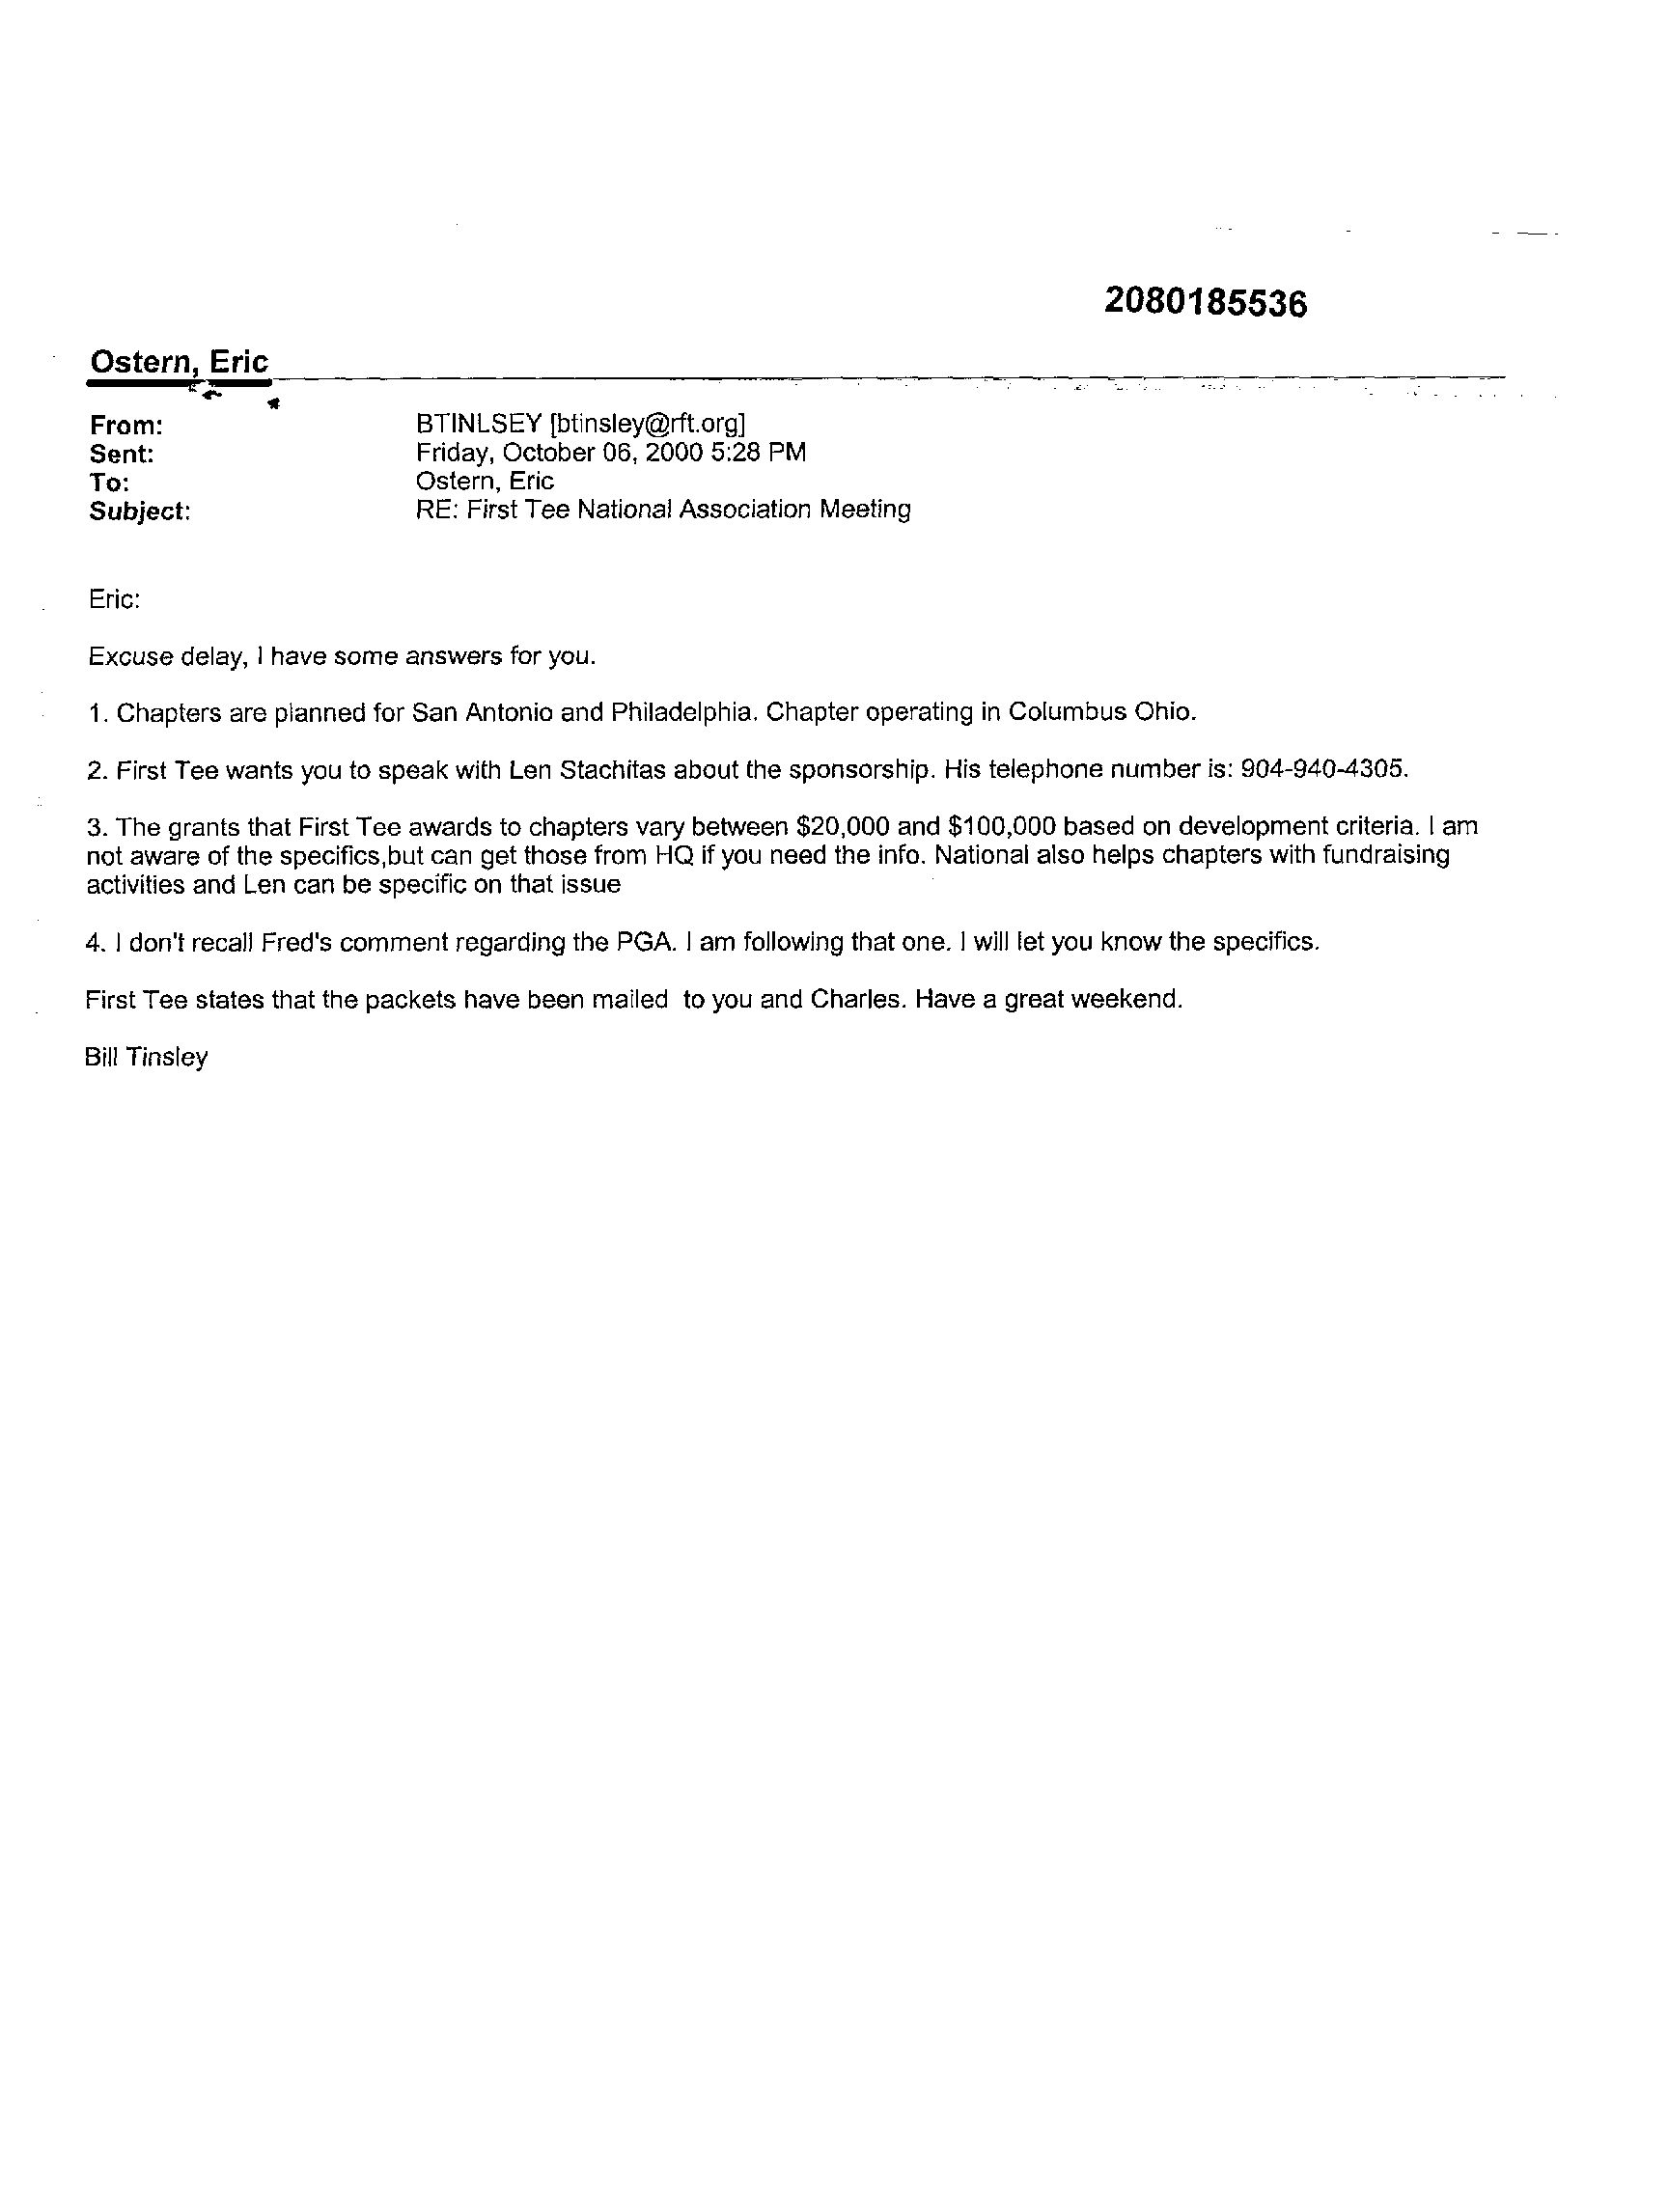 2080185536
Ostern, Eric
From: BTINLSEY [btinsley@rft.org]
Sent: Friday, October 06, 2000 5:28 PM
To: Ostern, Eric
Subject: RE: First Tee National Association Meeting
Eric:
Excuse delay, I have some answers for you.
1. Chapters are planned for San Antonio and Philadelphia. Chapter operating in Columbus Ohio.
2. First Tee wants you to speak with Len Stachitas about the sponsorship. His telephone number is: 904-940-4305.
3. The grants that First Tee awards to chapters vary between $20,000 and $100,000 based on development criteria. I am
not aware of the specifics,but can get those from HQ if you need the info. National also helps chapters with fundraising
activities and Len can be specific on that issue
4. I don't recall Fred's comment regarding the PGA. I am following that one. I will let you know the specifics.
First Tee states that the packets have been mailed  to you and Charles. Have a great weekend.
Bill Tinsley